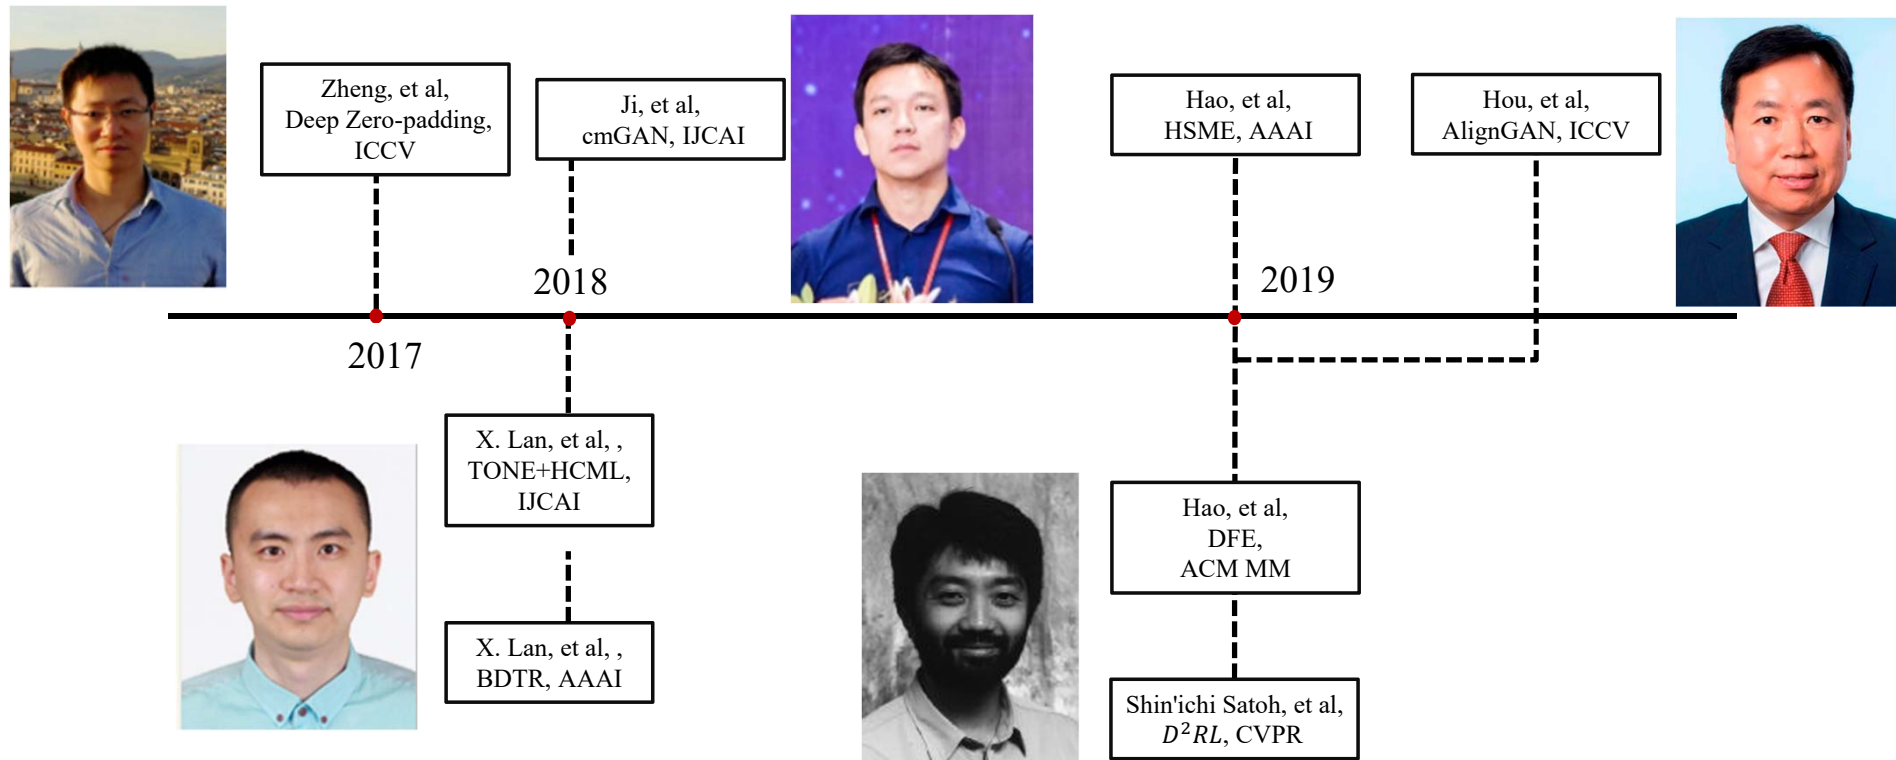 Zheng, et al,
Deep Zero-padding,
ICCV
Ji, et al,
cmGAN, IJCAI
Hao, et al,
HSME, AAAI
Hou, et al,
AlignGAN, ICCV
2018
2019
2017
X. Lan, et al, ,
TONE+HCML,
IJCAI
X. Lan, et al, ,
BDTR, AAAI
Hao, et al,
DFE,
ACM MM
Shin'ichi Satoh, et al,
D²RL, CVPR